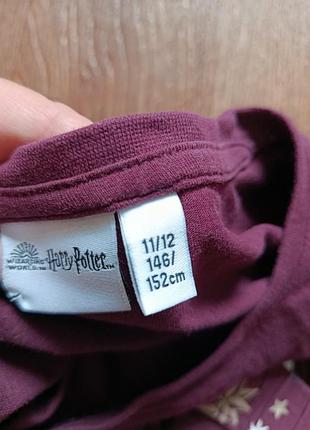 WIZARDING
WORLD
Harry Potter
11/12
146/
152cm